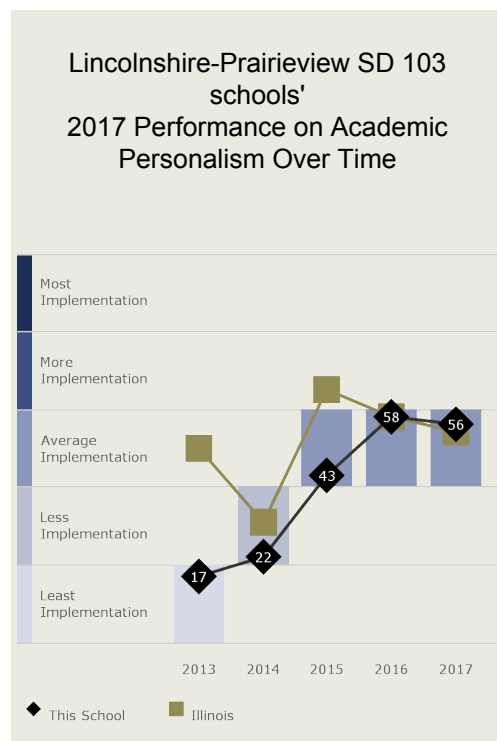 Lincolnshire-Prairieview SD 103
schools'
2017 Performance on Academic
Personalism Over Time
Most
Implementation
More
Implementation
Average
Implementation
Less
Implementation
Least
Implementation
17
22
43
58
56
2013 2014 2015 2016 2017
This School Illinois